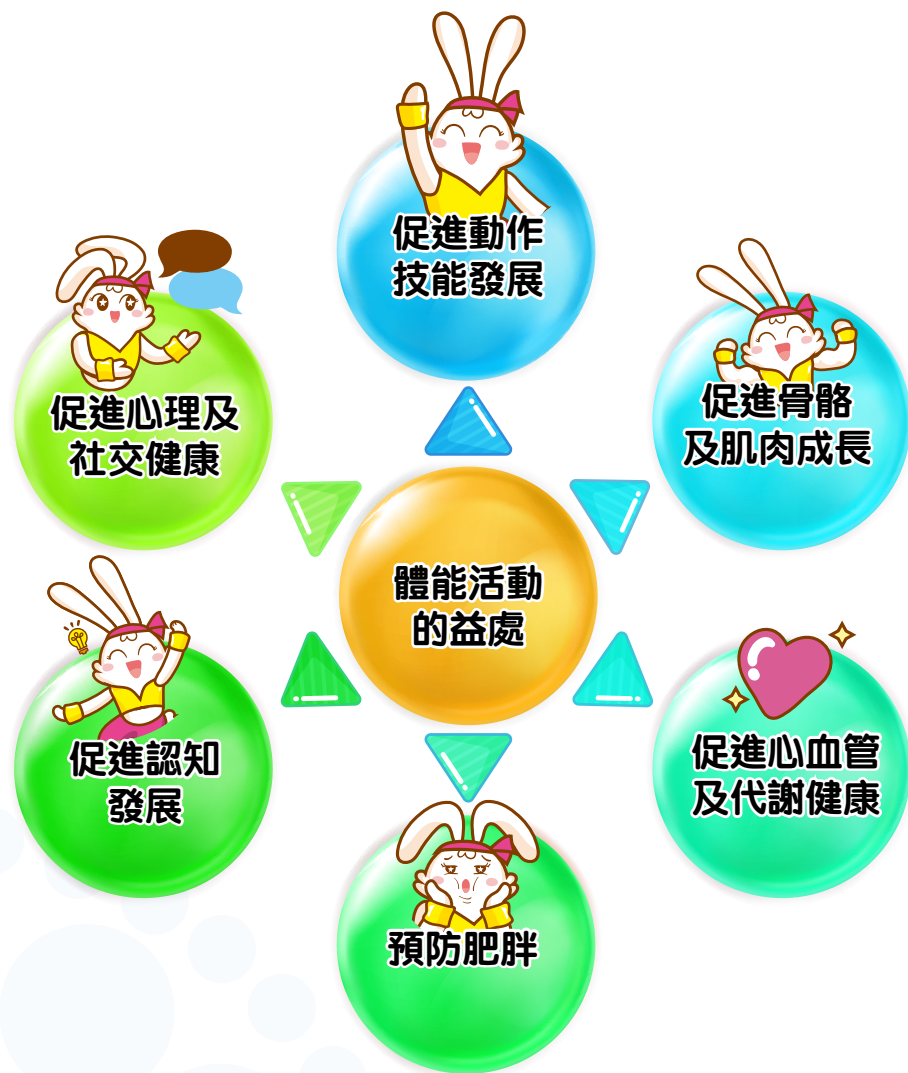 促進動作
技能發展
促進心理及
社交健康
促進骨骼
及肌肉成長
體能活動
的益處
促進認知
發展
促進心血管
及代謝健康
預防肥胖